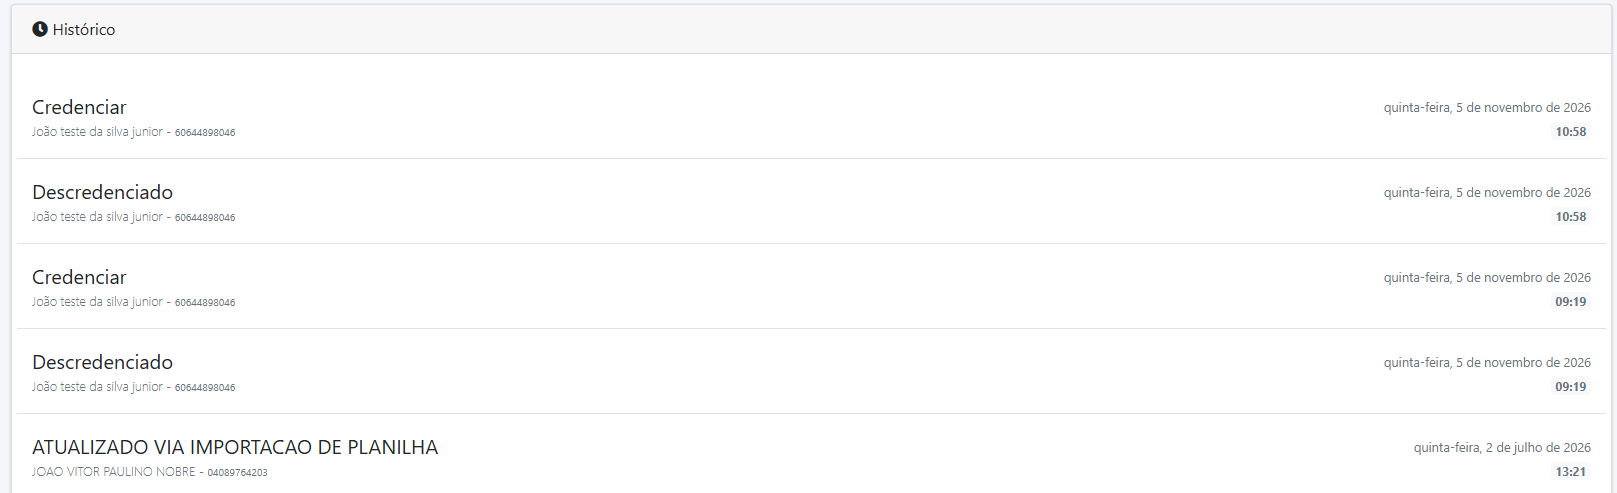 Histórico
Credenciar
quinta-feira, 5 de novembro de 2026
João teste da silva junior - 60644898046
10:58
Descredenciado
quinta-feira, 5 de novembro de 2026
João teste da silva junior - 60644898046
10:58
Credenciar
quinta-feira, 5 de novembro de 2026
João teste da silva junior - 60644898046
09:19
Descredenciado
quinta-feira, 5 de novembro de 2026
João teste da silva junior - 60644898046
09:19
ATUALIZADO VIA IMPORTACAO DE PLANILHA
quinta-feira, 2 de julho de 2026
JOAO VITOR PAULINO NOBRE - 04089764203
13:21